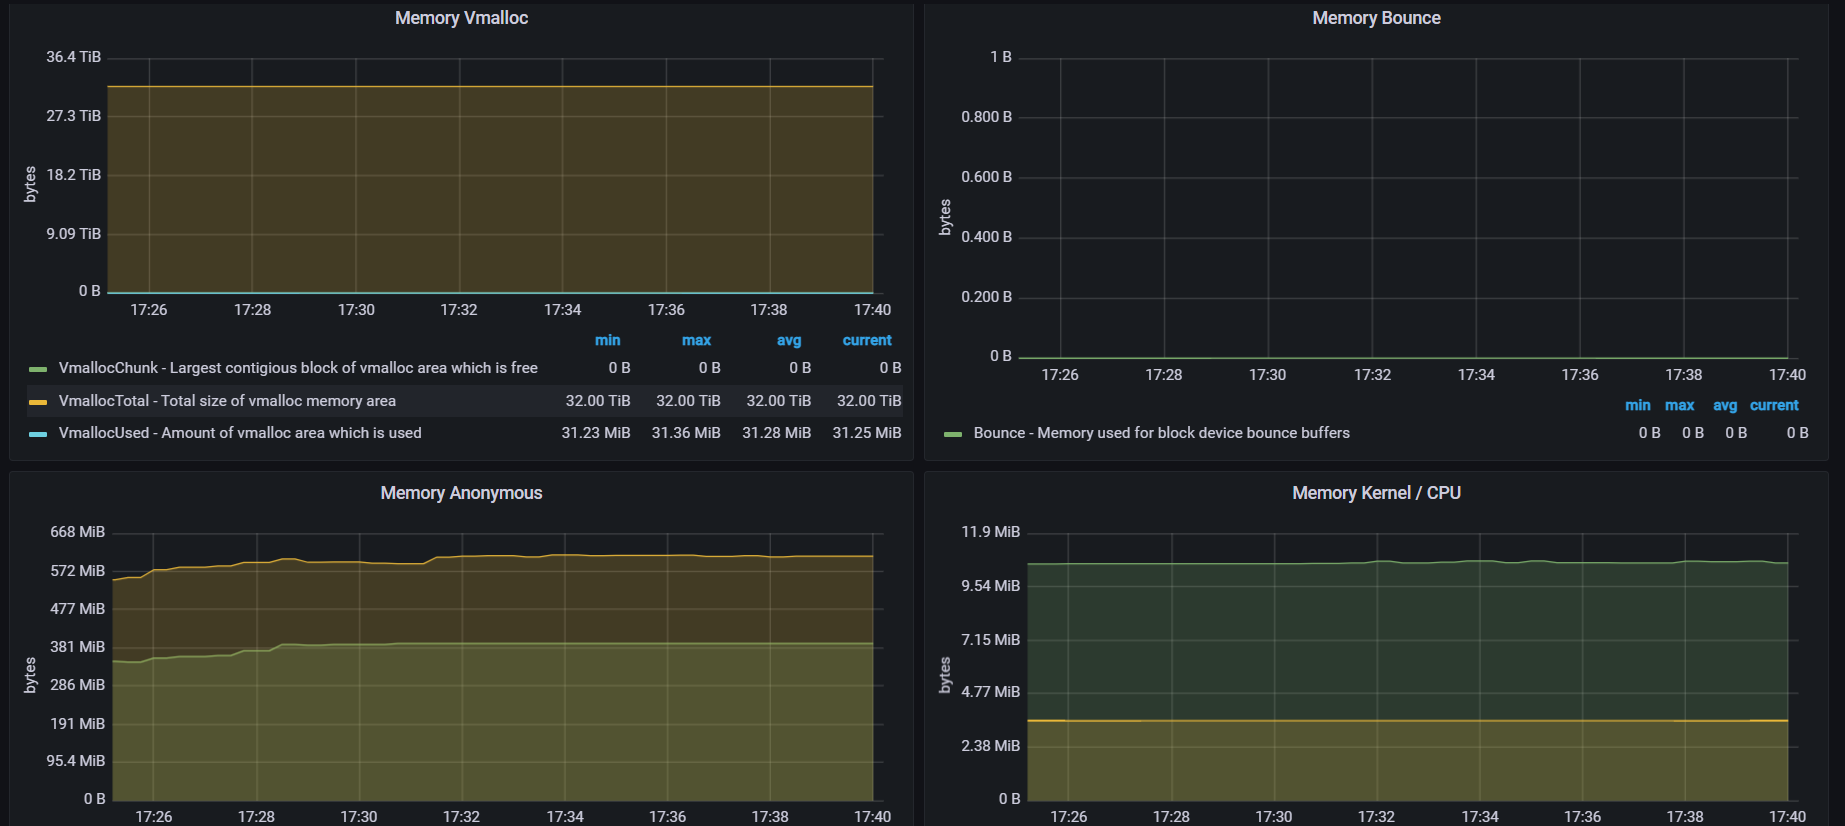 Memory Vmalloc
36.4 TiB
27.3 TiB
18.2 TiB
9.09 TiB
0 B
bytes
17:26 17:28 17:30 17:32 17:34 17:36 17:38 17:40
min max avg current
VmallocChunk - Largest contigious block of vmalloc area which is free 0 B 0 B 0 B 0 B
VmallocTotal - Total size of vmalloc memory area 32.00 TiB 32.00 TiB 32.00 TiB 32.00 TiB
VmallocUsed - Amount of vmalloc area which is used 31.23 MiB 31.36 MiB 31.28 MiB 31.25 MiB
Memory Bounce
1 B
0.800 B
0.600 B
0.400 B
0.200 B
0 B
bytes
17:26 17:28 17:30 17:32 17:34 17:36 17:38 17:40
min max avg current
Bounce - Memory used for block device bounce buffers 0 B 0 B 0 B 0 B
Memory Anonymous
668 MiB
572 MiB
477 MiB
381 MiB
286 MiB
191 MiB
95.4 MiB
0 B
bytes
17:26 17:28 17:30 17:32 17:34 17:36 17:38 17:40
Memory Kernel / CPU
11.9 MiB
9.54 MiB
7.15 MiB
4.77 MiB
2.38 MiB
0 B
bytes
17:26 17:28 17:30 17:32 17:34 17:36 17:38 17:40